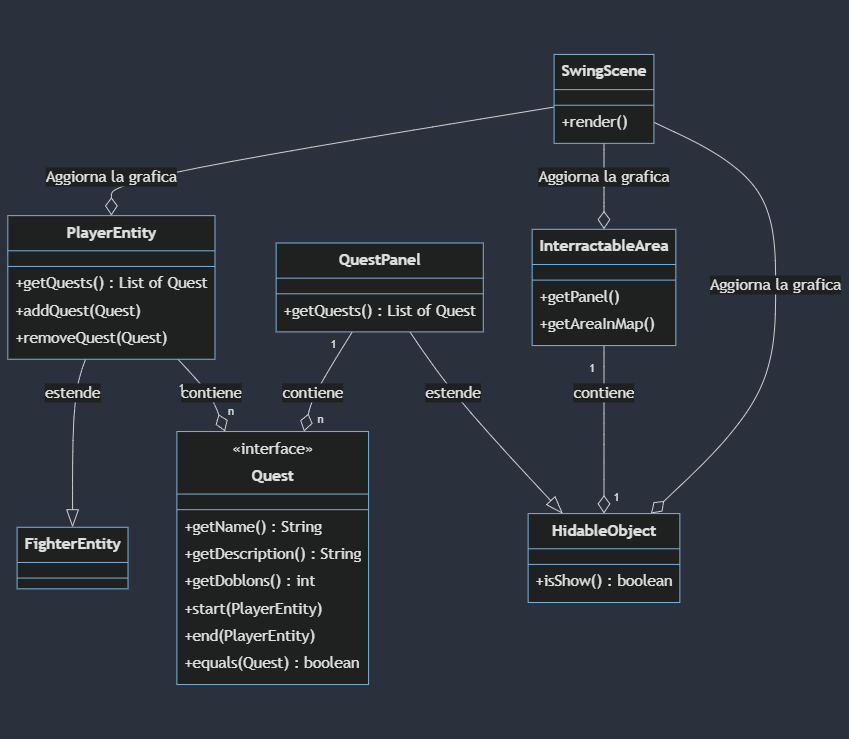 SwingScene
+render()
Aggiorna la grafica
Aggiorna la grafica
PlayerEntity
+getQuests() : List of Quest
+addQuest(Quest)
+removeQuest(Quest)
QuestPanel
+getQuests() : List of Quest
InterractableArea
+getPanel()
+getAreaInMap()
Aggiorna la grafica
1
1
estende
1
contiene
contiene
estende
contiene
n
n
«interface»
Quest
+getName() : String
+getDescription() : String
+getDoblons() : int
+start(PlayerEntity)
+end(PlayerEntity)
+equals(Quest) : boolean
1
FighterEntity
HidableObject
+isShow() : boolean